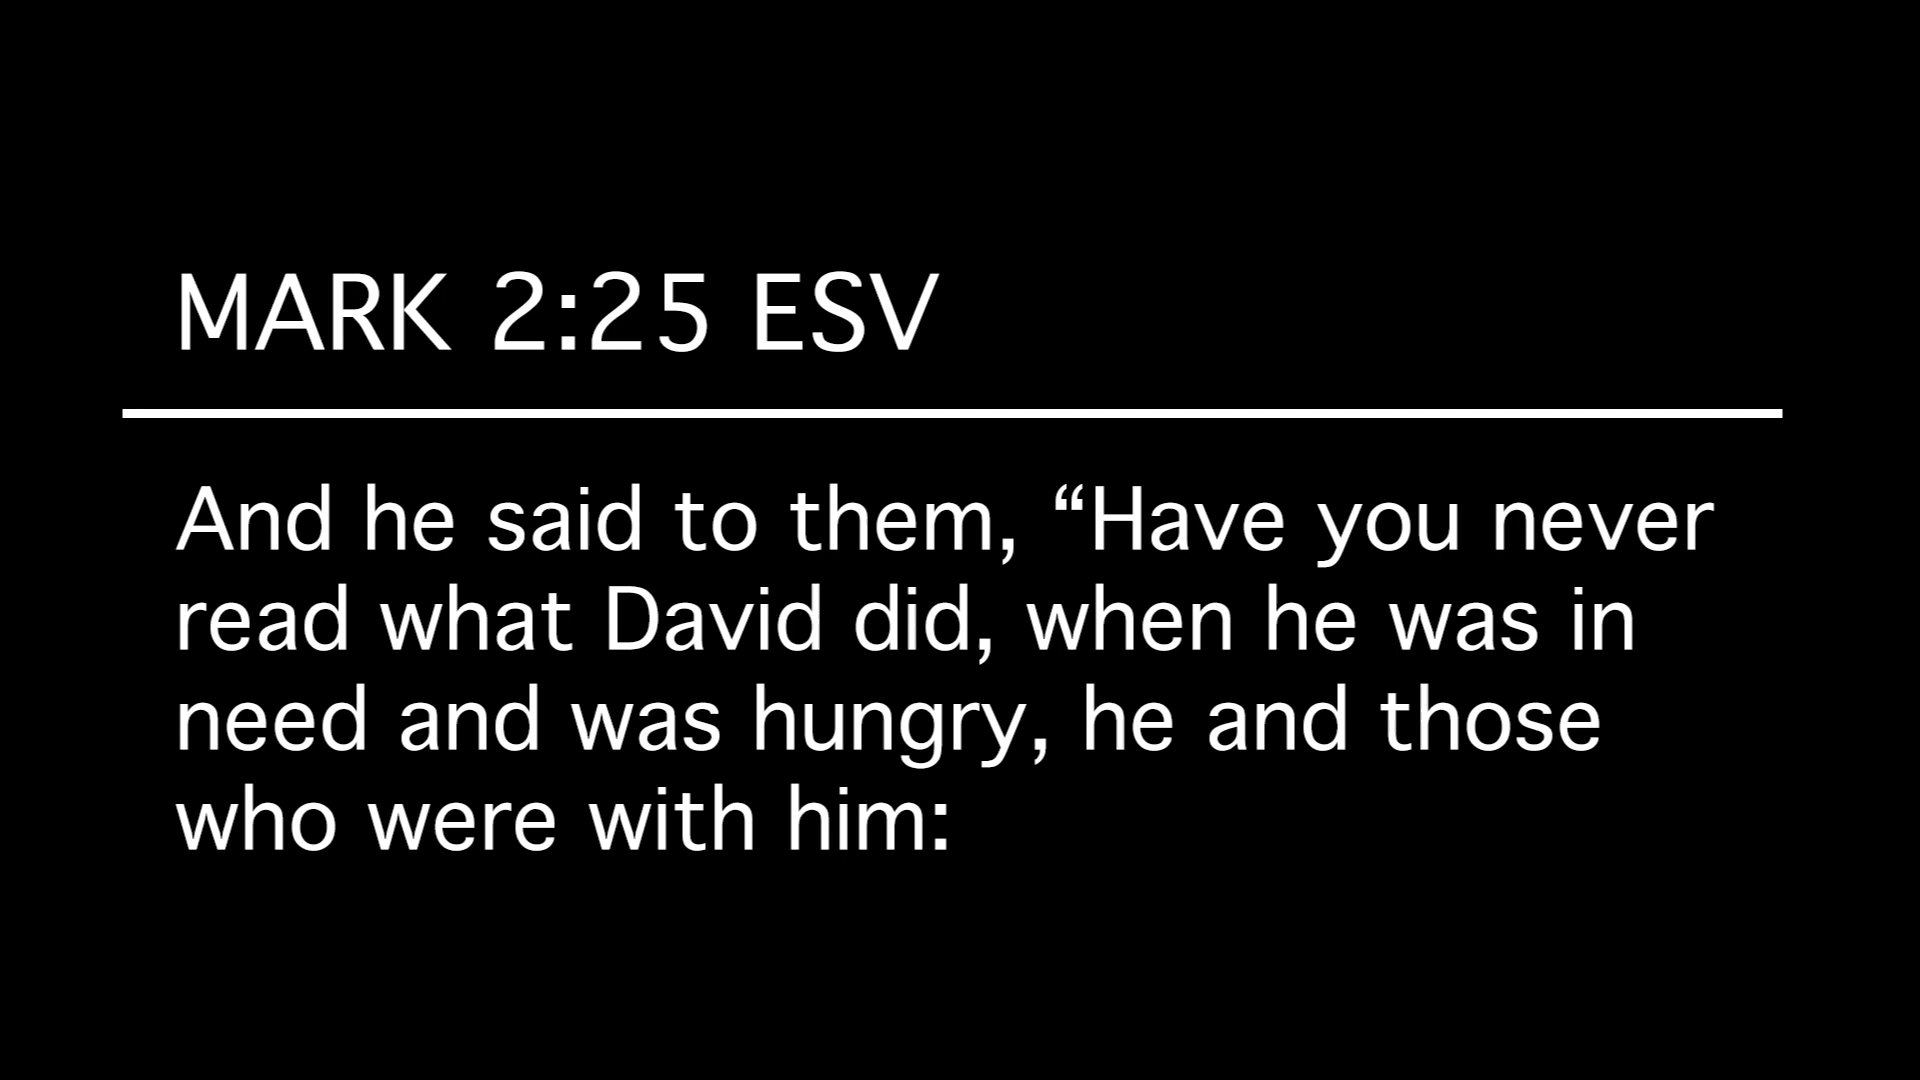 MARK 2:25 ESV
And he said to them, “Have you never
read what David did, when he was in
need and was hungry, he and those
who were with him: